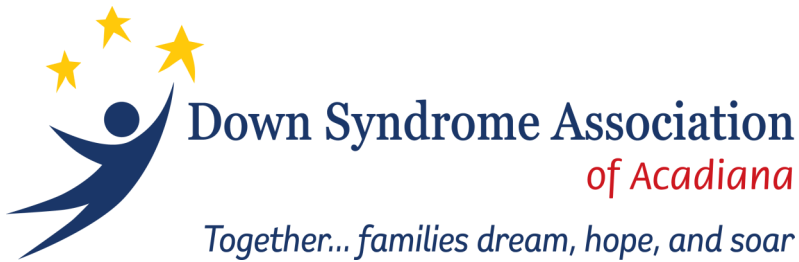 Down Syndrome Association
of Acadiana
Together... families dream, hope, and soar